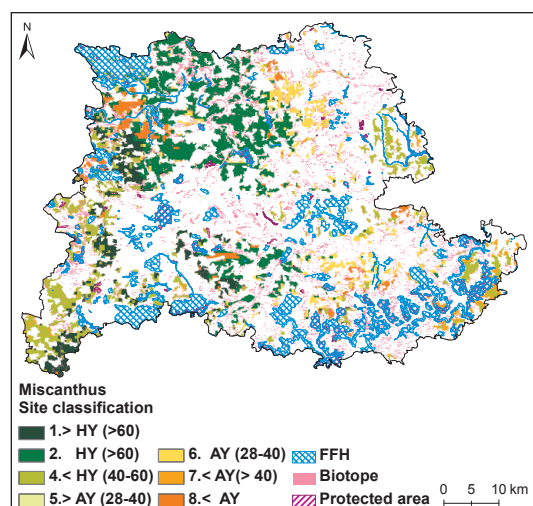 N
Miscanthus
Site classification
1.> HY (>60)
2. HY (>60)
4.< HY (40-60)
5.> AY (28-40)
6. AY (28-40)
7.< AY(> 40)
8.< AY
FFH
Biotope
Protected area
0 5 10 km